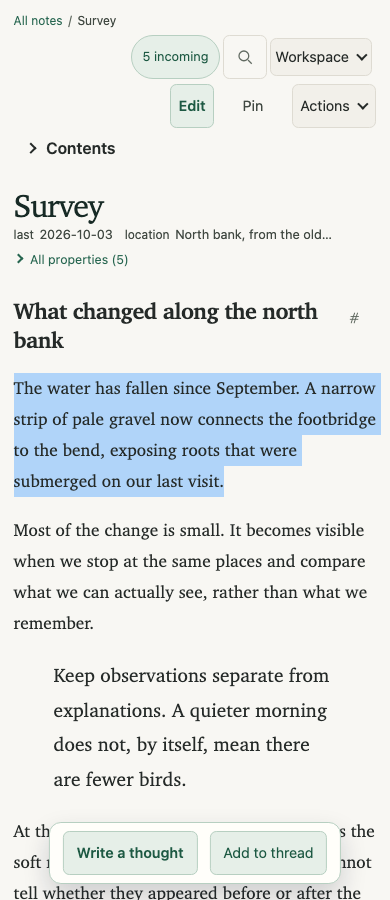 All notes / Survey
5 incoming
Workspace
Edit
Pin
Actions
Contents
Survey
last 2026-10-03 location North bank, from the old…
All properties (5)
What changed along the north #
bank
The water has fallen since September. A narrow
strip of pale gravel now connects the footbridge
to the bend, exposing roots that were
submerged on our last visit.
Most of the change is small. It becomes visible
when we stop at the same places and compare
what we can actually see, rather than what we
remember.
Keep observations separate from
explanations. A quieter morning
does not, by itself, mean there
are fewer birds.
At the
soft
Write a thought
Add to thread
tell whether they appeared before or after the